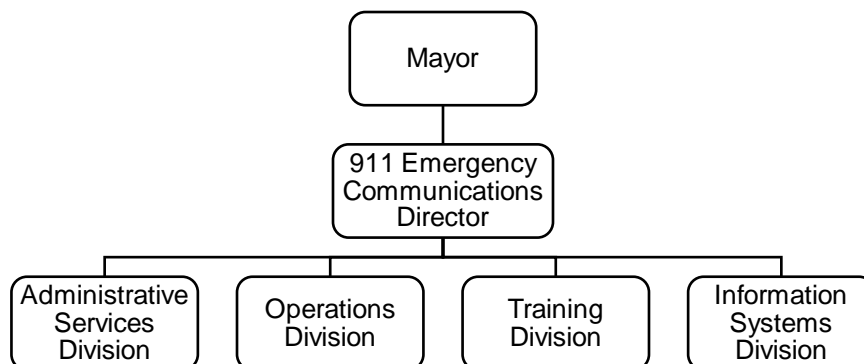 Mayor
911 Emergency
Communications
Director
Administrative
Services
Division
Operations
Division
Training
Division
Information
Systems
Division